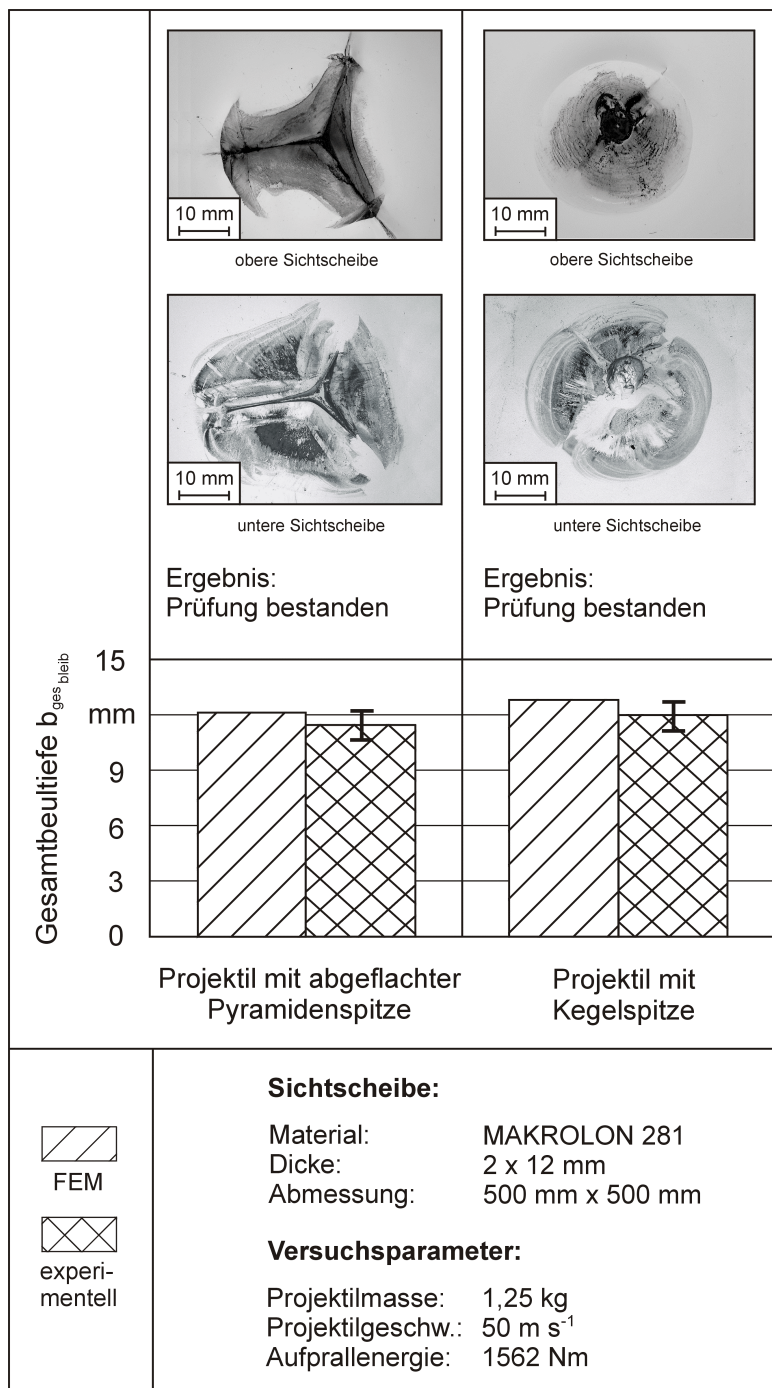 10 mm
obere Sichtscheibe
10 mm
obere Sichtscheibe
10 mm
untere Sichtscheibe
10 mm
untere Sichtscheibe
Ergebnis:
Prüfung bestanden
Ergebnis:
Prüfung bestanden
Gesamtbeultiefe b ges bleib
15
mm
9
6
3
0
Projektil mit abgeflachter
Pyramidenspitze
Projektil mit
Kegelspitze
FEM
experi-
mentell
Sichtscheibe:
Material: MAKROLON 281
Dicke: 2 x 12 mm
Abmessung: 500 mm x 500 mm
Versuchsparameter:
Projektilmasse: 1,25 kg
Projektilgeschw.: 50 m s⁻¹
Aufprallenergie: 1562 Nm